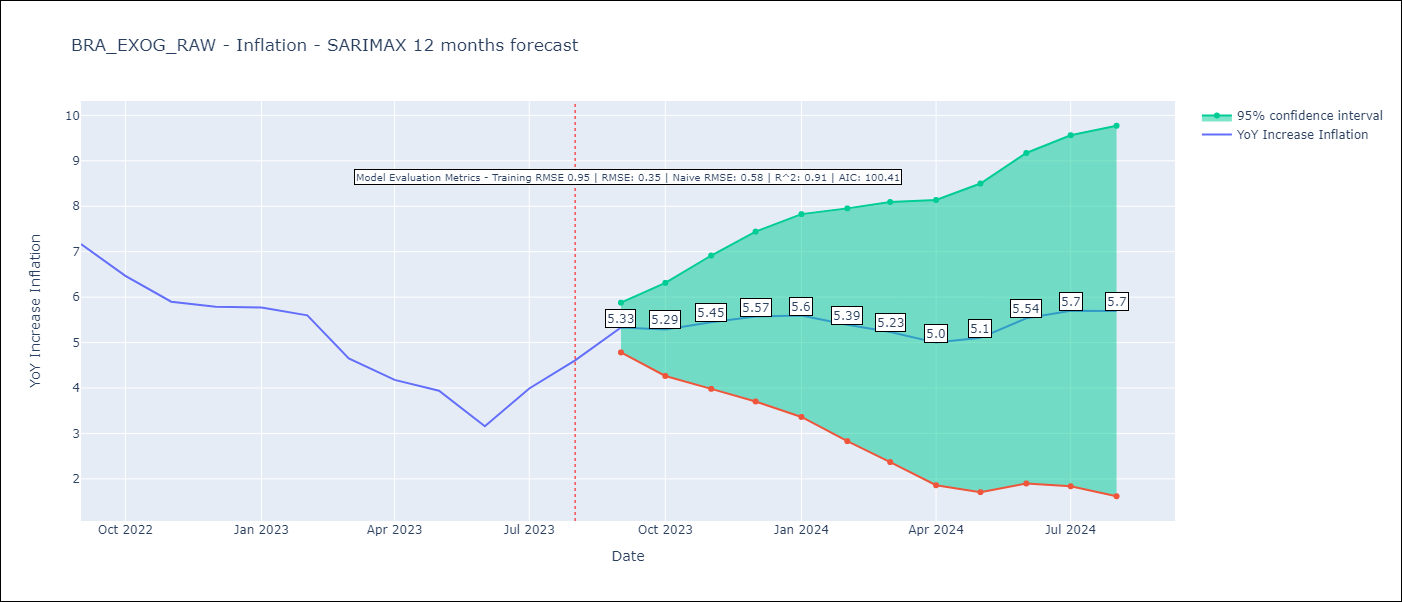 BRA_EXOG_RAW - Inflation - SARIMAX 12 months forecast
95% confidence interval
YoY Increase Inflation
Model Evaluation Metrics - Training RMSE 0.95 | RMSE: 0.35 | Naive RMSE: 0.58 | R^2: 0.91 | AIC: 100.41
YoY Increase Inflation
10
9
8
7
6
5
4
3
2
5.33
5.29
5.45
5.57
5.6
5.39
5.23
5.0
5.1
5.54
5.7
5.7
Oct 2022
Jan 2023
Apr 2023
Jul 2023
Oct 2023
Jan 2024
Apr 2024
Jul 2024
Date